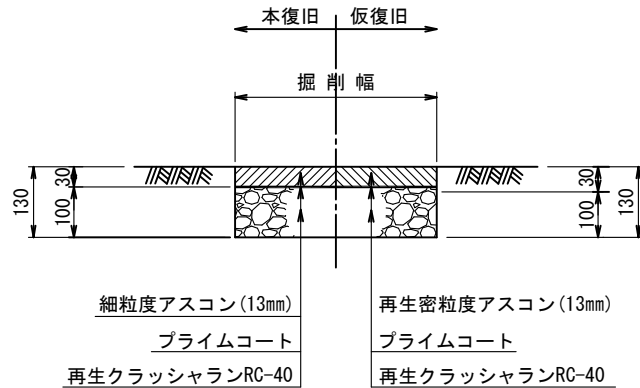 本復旧 仮復旧
掘削幅
130 30 100
30 100 130
細粒度アスコン(13mm) 再生密粒度アスコン(13mm)
プライムコート プライムコート
再生クラッシャランRC-40 再生クラッシャランRC-40